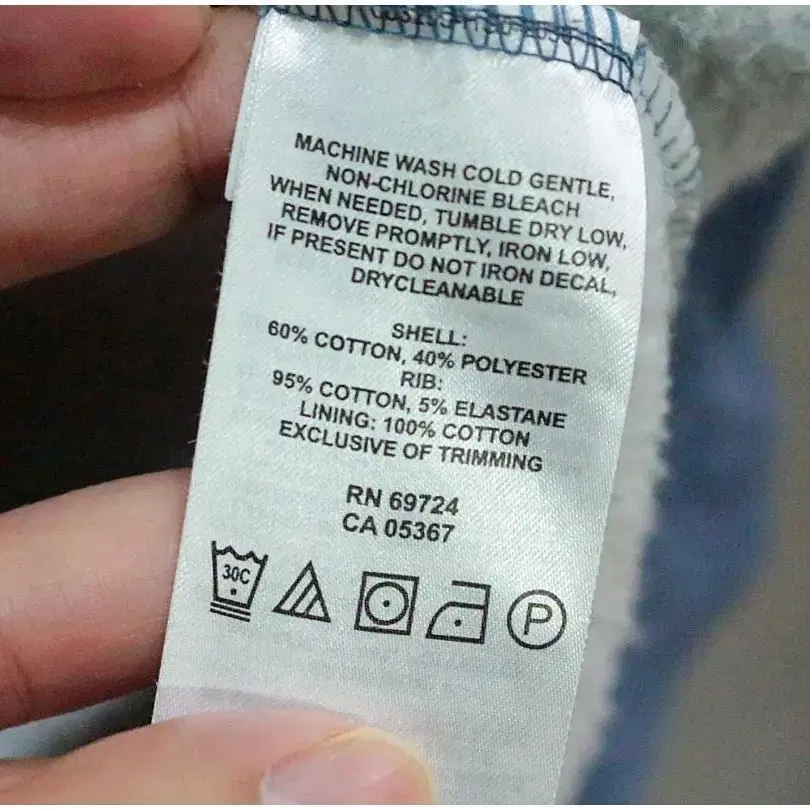 MACHINE WASH COLD GENTLE,
NON-CHLORINE BLEACH
WHEN NEEDED, TUMBLE DRY LOW,
REMOVE PROMPTLY, IRON LOW,
IF PRESENT DO NOT IRON DECAL,
DRYCLEANABLE
SHELL:
60% COTTON, 40% POLYESTER
RIB:
95% COTTON, 5% ELASTANE
LINING: 100% COTTON
EXCLUSIVE OF TRIMMING
RN 69724
CA 05367
30C P